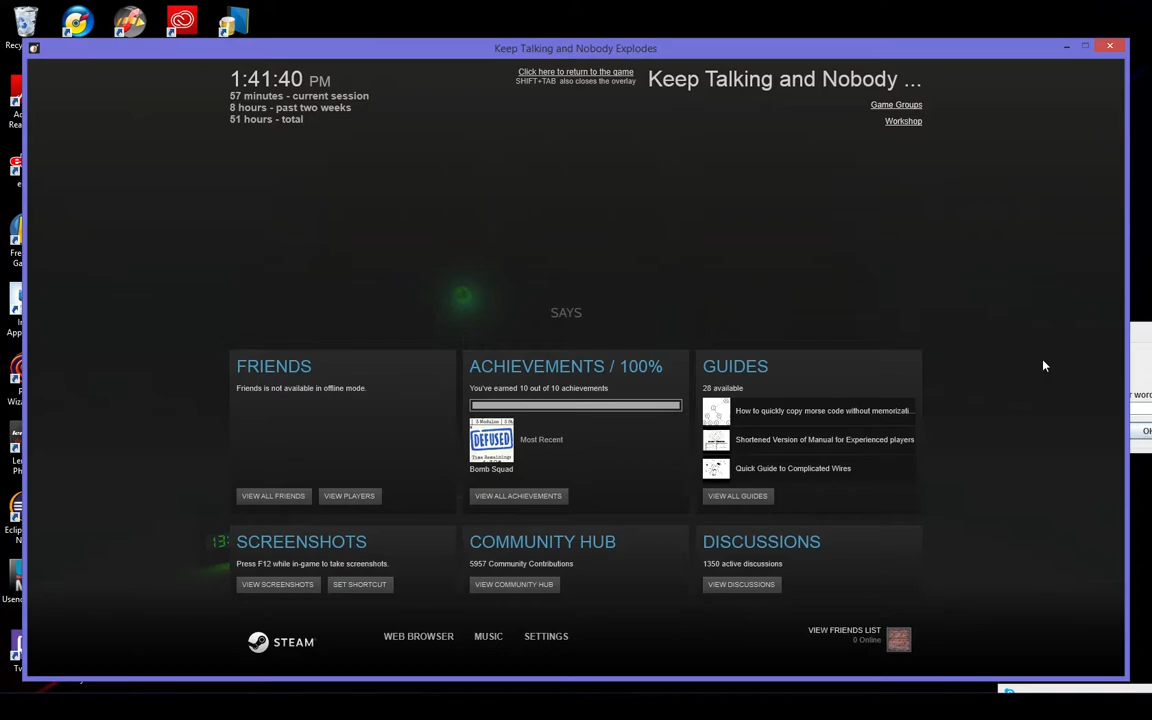 Keep Talking and Nobody Explodes
1:41:40 PM
57 minutes - current session
8 hours - past two weeks
51 hours - total
Click here to return to the game
SHIFT+TAB also closes the overlay
Keep Talking and Nobody ...
Game Groups
Workshop
SAYS
FRIENDS
Friends is not available in offline mode.
VIEW ALL FRIENDS
VIEW PLAYERS
ACHIEVEMENTS / 100%
You've earned 10 out of 10 achievements
DEFUSED
Most Recent
Bomb Squad
VIEW ALL ACHIEVEMENTS
GUIDES
28 available
How to quickly copy morse code without memorizati...
Shortened Version of Manual for Experienced players
Quick Guide to Complicated Wires
VIEW ALL GUIDES
SCREENSHOTS
Press F12 while in-game to take screenshots.
VIEW SCREENSHOTS
SET SHORTCUT
COMMUNITY HUB
5957 Community Contributions
VIEW COMMUNITY HUB
DISCUSSIONS
1350 active discussions
VIEW DISCUSSIONS
STEAM
WEB BROWSER
MUSIC
SETTINGS
VIEW FRIENDS LIST
0 Online